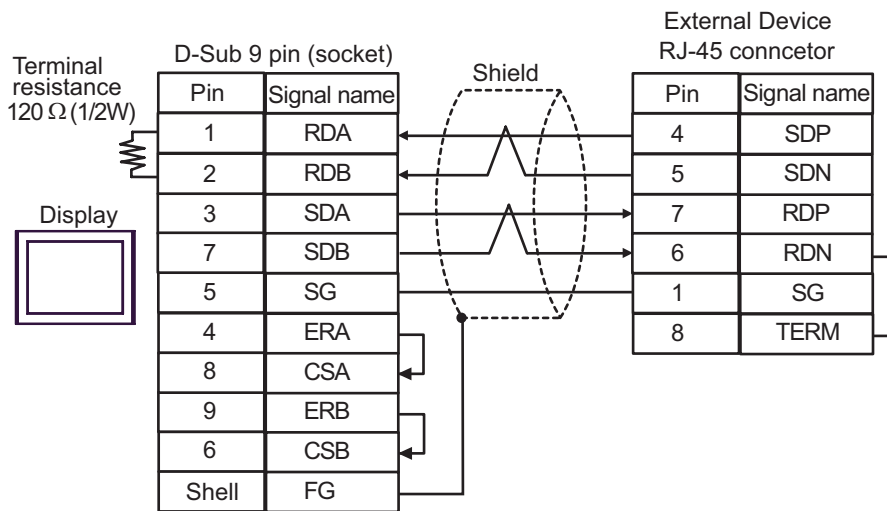 External Device
RJ-45 conncetor
D-Sub 9 pin (socket)
Shield
Terminal
resistance
120 Ω (1/2W)
Display
Pin Signal name
1 RDA
2 RDB
3 SDA
7 SDB
5 SG
4 ERA
8 CSA
9 ERB
6 CSB
Shell FG
Pin Signal name
4 SDP
5 SDN
7 RDP
6 RDN
1 SG
8 TERM